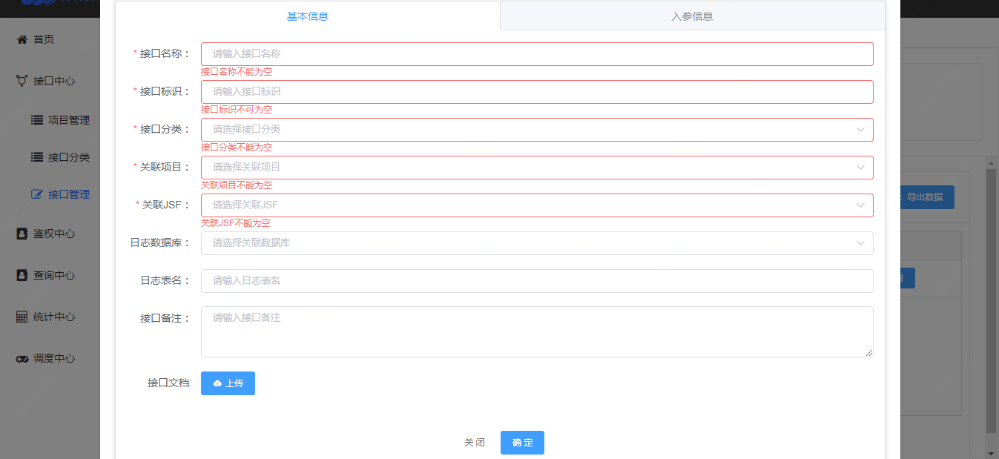 首页
接口中心
项目管理
接口分类
接口管理
鉴权中心
查询中心
统计中心
调度中心
基本信息
入参信息
* 接口名称：
请输入接口名称
接口名称不能为空
* 接口标识：
请输入接口标识
接口标识不可为空
* 接口分类：
请选择接口分类
接口分类不能为空
* 关联项目：
请选择关联项目
关联项目不能为空
* 关联JSF：
请选择关联JSF
关联JSF不能为空
日志数据库：
请选择关联数据库
日志表名：
请输入日志表名
接口备注：
请输入接口备注
接口文档:
上传
关 闭
确 定
导出数据